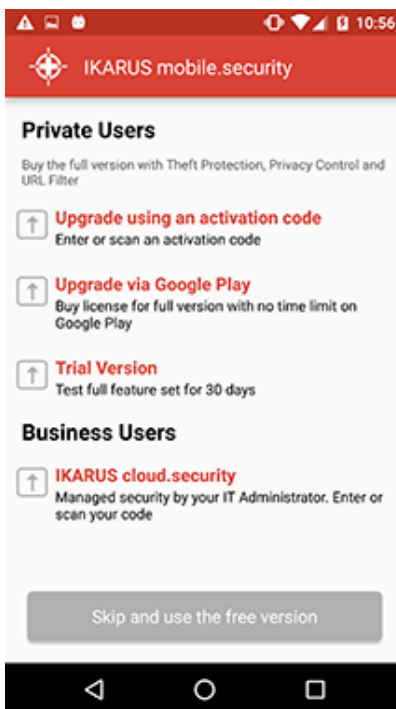 10:56
IKARUS mobile.security
Private Users
Buy the full version with Theft Protection, Privacy Control and
URL Filter
Upgrade using an activation code
Enter or scan an activation code
Upgrade via Google Play
Buy license for full version with no time limit on
Google Play
Trial Version
Test full feature set for 30 days
Business Users
IKARUS cloud.security
Managed security by your IT Administrator. Enter or
scan your code
Skip and use the free version